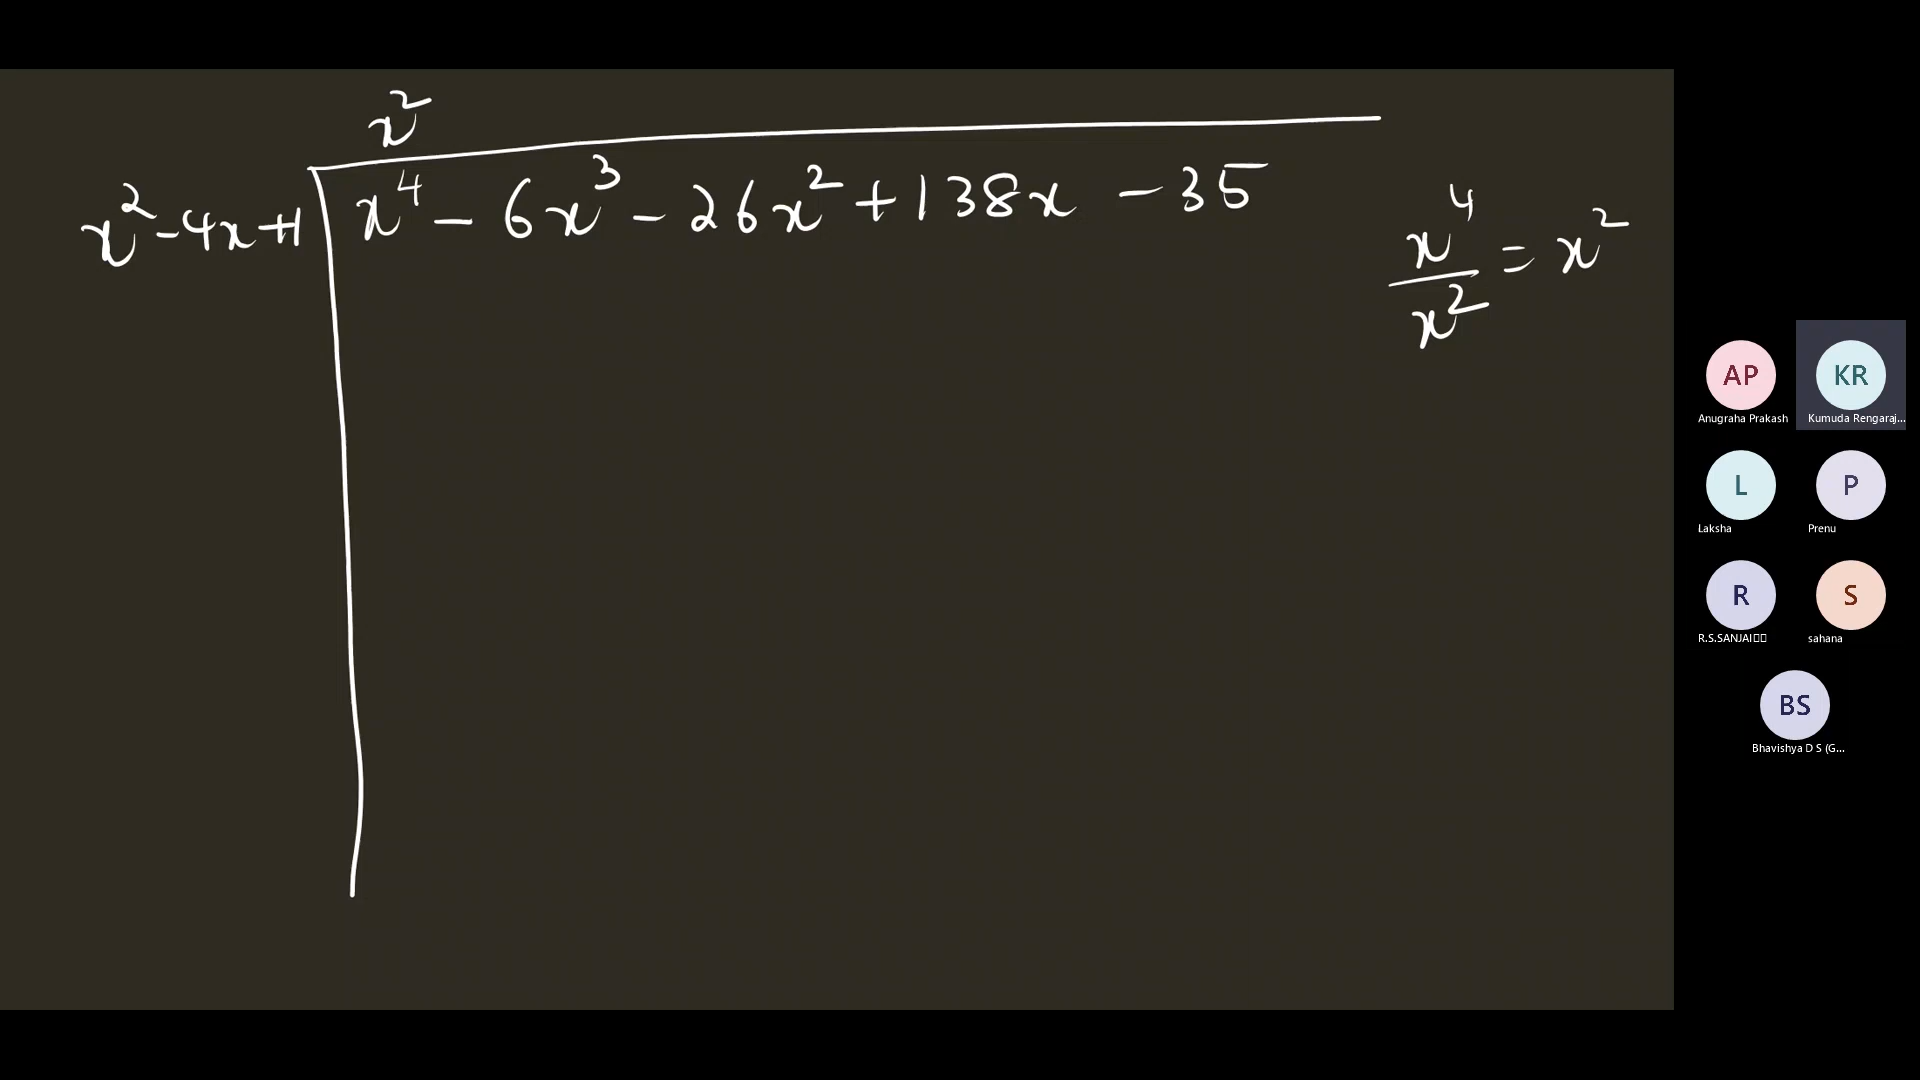 x²
x²-4x+1 x⁴ - 6x³ - 26x² + 138x - 35
x⁴/x² = x²
AP KR
Anugraha Prakash Kumuda Rengaraj...
L P
Laksha Prenu
R S
R.S.SANJAI sahana
BS
Bhavishya D S (G...